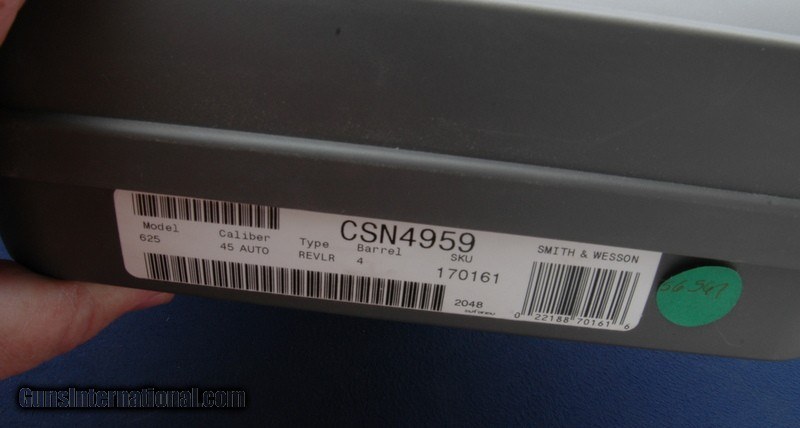 CSN4959
Model Caliber Type Barrel SKU
625 45 AUTO REVLR 4 170161
2048
SMITH & WESSON
0 22188 70161 6
GunsInternational.com